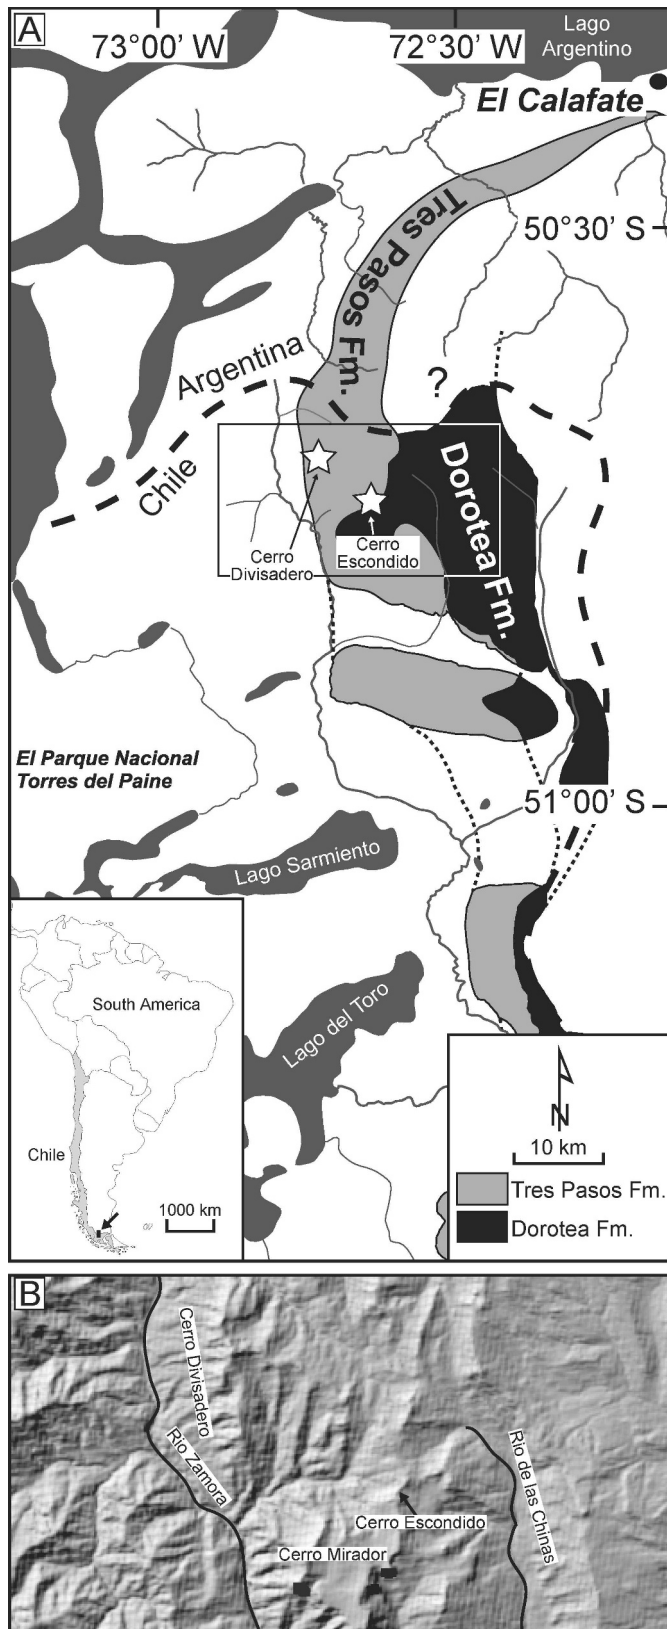 A
73°00' W
72°30' W
Lago
Argentino
El Calafate
Tres Pasos Fm.
50°30' S
Argentina
?
Chile
Dorotea Fm.
Cerro
Divisadero
Cerro
Escondido
El Parque Nacional
Torres del Paine
51°00' S
Lago Sarmiento
Lago del Toro
South America
Chile
1000 km
N
10 km
Tres Pasos Fm.
Dorotea Fm.
B
Cerro Divisadero
Rio Zamora
Rio de las Chinas
Cerro Escondido
Cerro Mirador